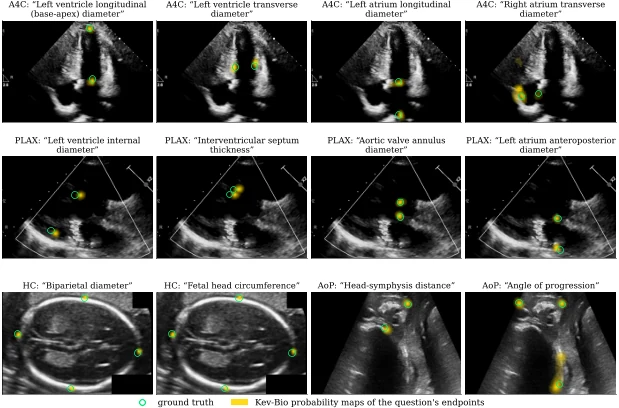 A4C: "Left ventricle longitudinal
(base-apex) diameter"
A4C: "Left ventricle transverse
diameter"
A4C: "Left atrium longitudinal
diameter"
A4C: "Right atrium transverse
diameter"
PLAX: "Left ventricle internal
diameter"
PLAX: "Interventricular septum
thickness"
PLAX: "Aortic valve annulus
diameter"
PLAX: "Left atrium anteroposterior
diameter"
HC: "Biparietal diameter"
HC: "Fetal head circumference"
AoP: "Head-symphysis distance"
AoP: "Angle of progression"
ground truth
Kev-Bio probability maps of the question's endpoints